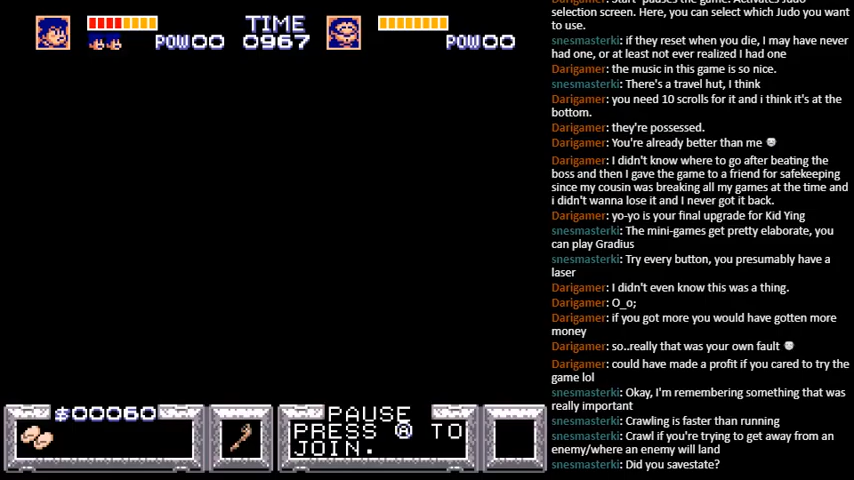 TIME
POW00
0967
POW00
$00060
PAUSE
PRESS Ⓐ TO
JOIN.
selection screen. Here, you can select which Judo you want
to use.
snesmasterki: if they reset when you die, I may have never
had one, or at least not ever realized I had one
Darigamer: the music in this game is so nice.
snesmasterki: There's a travel hut, I think
Darigamer: you need 10 scrolls for it and i think it's at the
bottom.
Darigamer: they're possessed.
Darigamer: You're already better than me
Darigamer: I didn't know where to go after beating the
boss and then I gave the game to a friend for safekeeping
since my cousin was breaking all my games at the time and
i didn't wanna lose it and I never got it back.
Darigamer: yo-yo is your final upgrade for Kid Ying
snesmasterki: The mini-games get pretty elaborate, you
can play Gradius
snesmasterki: Try every button, you presumably have a
laser
Darigamer: I didn't even know this was a thing.
Darigamer: O_o;
Darigamer: if you got more you would have gotten more
money
Darigamer: so..really that was your own fault
Darigamer: could have made a profit if you cared to try the
game lol
snesmasterki: Okay, I'm remembering something that was
really important
snesmasterki: Crawling is faster than running
snesmasterki: Crawl if you're trying to get away from an
enemy/where an enemy will land
snesmasterki: Did you savestate?